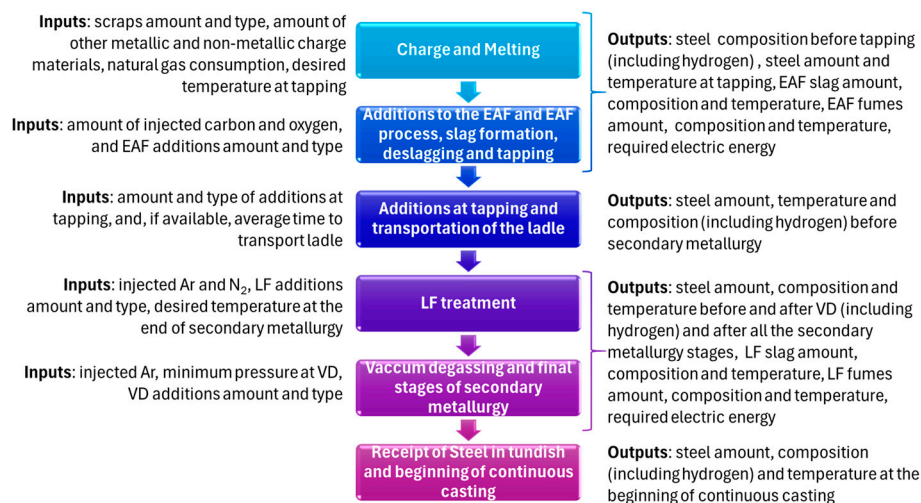 Inputs: scraps amount and type, amount of
other metallic and non-metallic charge
materials, natural gas consumption, desired
temperature at tapping
Charge and Melting
Outputs: steel composition before tapping
(including hydrogen) , steel amount and
temperature at tapping, EAF slag amount,
composition and temperature, EAF fumes
amount, composition and temperature,
required electric energy
Inputs: amount of injected carbon and oxygen,
and EAF additions amount and type
Additions to the EAF and EAF
process, slag formation,
deslagging and tapping
Inputs: amount and type of additions at
tapping, and, if available, average time to
transport ladle
Additions at tapping and
transportation of the ladle
Outputs: steel amount, temperature and
composition (including hydrogen) before
secondary metallurgy
Inputs: injected Ar and N₂, LF additions
amount and type, desired temperature at the
end of secondary metallurgy
LF treatment
Outputs: steel amount, composition and
temperature before and after VD (including
hydrogen) and after all the secondary
metallurgy stages, LF slag amount,
composition and temperature, LF fumes
amount, composition and temperature,
required electric energy
Inputs: injected Ar, minimum pressure at VD,
VD additions amount and type
Vaccum degassing and final
stages of secondary
metallurgy
Receipt of Steel in tundish
and beginning of continuous
casting
Outputs: steel amount, composition
(including hydrogen) and temperature at the
beginning of continuous casting